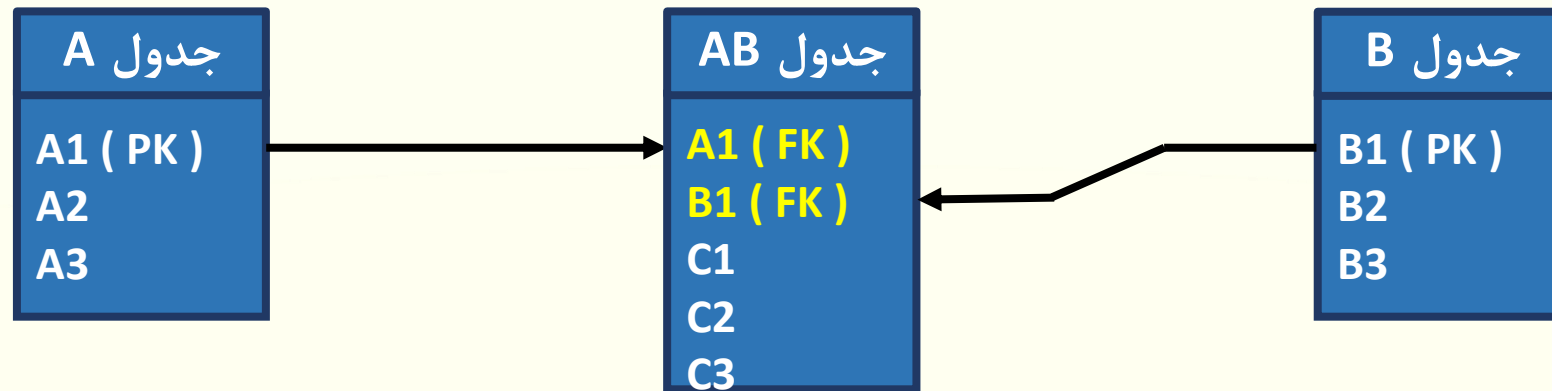 جدول A
A1 ( PK )
A2
A3
جدول AB
A1 ( FK )
B1 ( FK )
C1
C2
C3
جدول B
B1 ( PK )
B2
B3